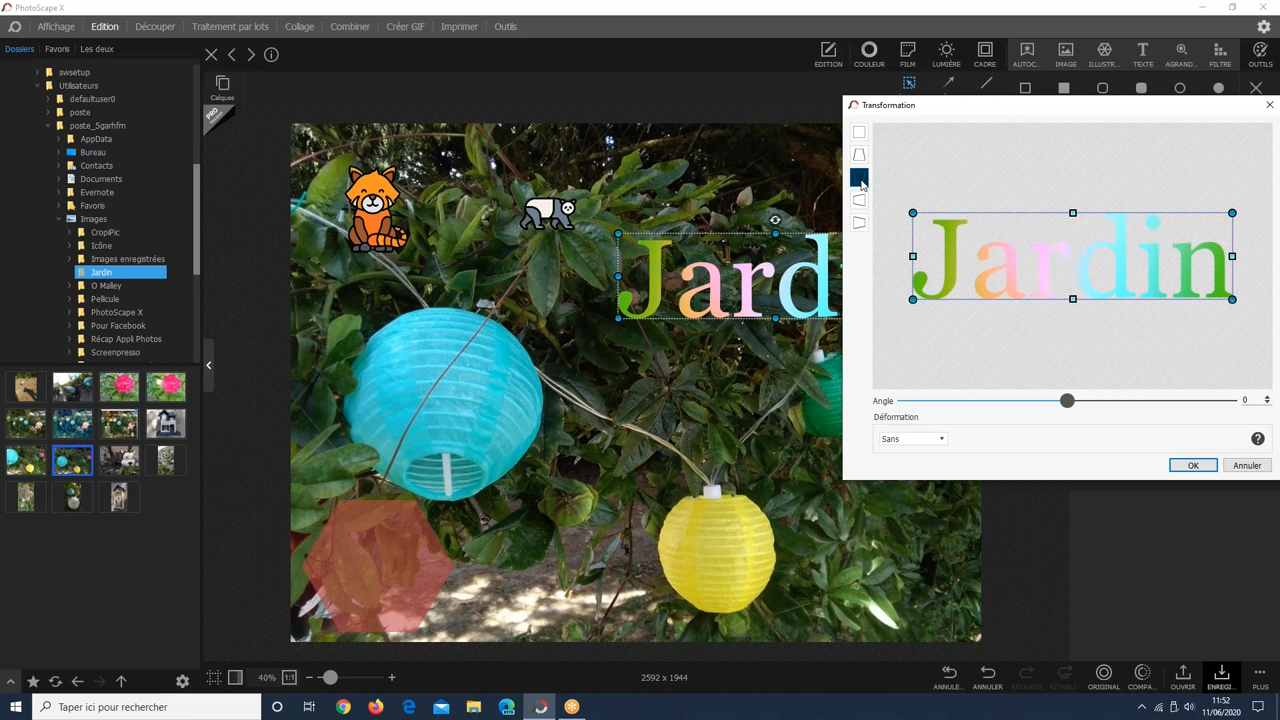 PhotoScape X
Affichage Edition Découper Traitement par lots Collage Combiner Créer GIF Imprimer Outils
Dossiers Favoris Les deux
EDITION COULEUR FILM LUMIÈRE CADRE AUTOC... IMAGE ILLUSTR... TEXTE AGRAND... FILTRE OUTILS
Calques
PRO
swsetup
Utilisateurs
defaultuser0
poste
poste_5garhfm
AppData
Bureau
Contacts
Documents
Evernote
Favoris
Images
CropiPic
Icône
Images enregistrées
Jardin
O Malley
Pellicule
PhotoScape X
Pour Facebook
Récap Appli Photos
Screenpresso
Jard
Transformation
Jardin
Angle 0
Déformation
Sans
OK Annuler
40% 1:1
2592 x 1944
ANNULE... ANNULER RÉTABLIR RÉTABLI... ORIGINAL COMPA... OUVRIR ENREGI... PLUS
Taper ici pour rechercher
11:52
11/06/2020